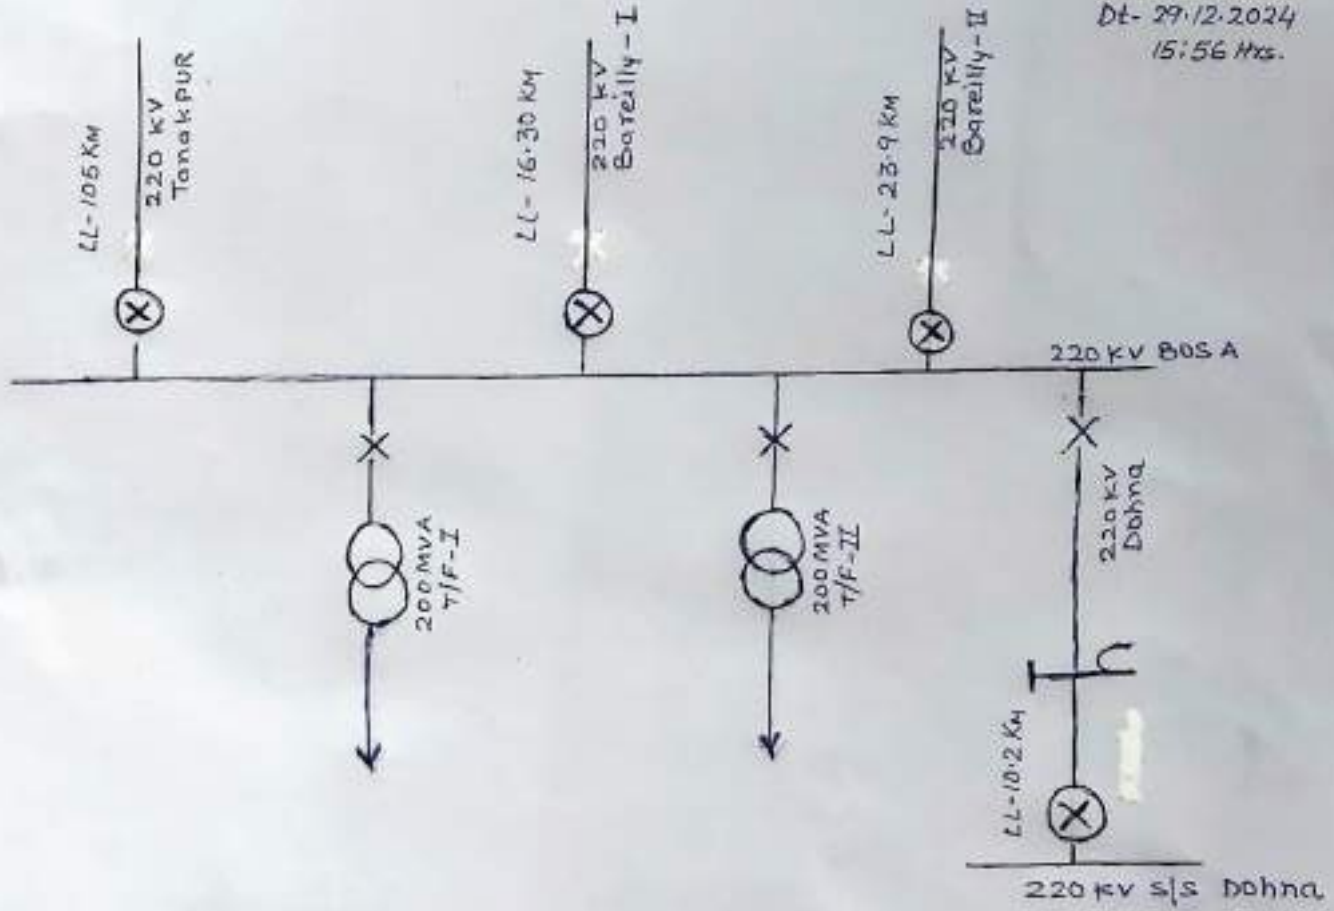 Dt- 29.12.2024
15:56 Hrs.
LL-105 KM
220 KV
TanakPUR
LL- 16.30 KM
220 KV
Bareilly-I
LL- 23.9 KM
220 KV
Bareilly-II
220 KV BUS A
200 MVA
T/F-I
200 MVA
T/F-II
220 KV
Dohna
LL-10.2 KM
220 KV S/S Dohna